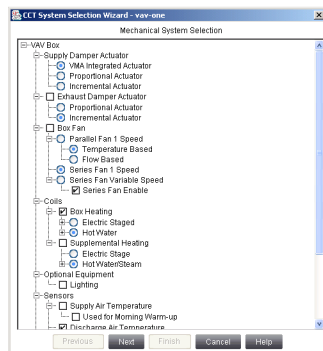 CCT System Selection Wizard - vav-one
Mechanical System Selection
VAV Box
Supply Damper Actuator
VMA Integrated Actuator
Proportional Actuator
Incremental Actuator
Exhaust Damper Actuator
Proportional Actuator
Incremental Actuator
Box Fan
Parallel Fan 1 Speed
Temperature Based
Flow Based
Series Fan 1 Speed
Series Fan Variable Speed
Series Fan Enable
Coils
Box Heating
Electric Staged
Hot Water
Supplemental Heating
Electric Stage
Hot Water/Steam
Optional Equipment
Lighting
Sensors
Supply Air Temperature
Used for Morning Warm-up
Discharge Air Temperature
Previous Next Finish Cancel Help